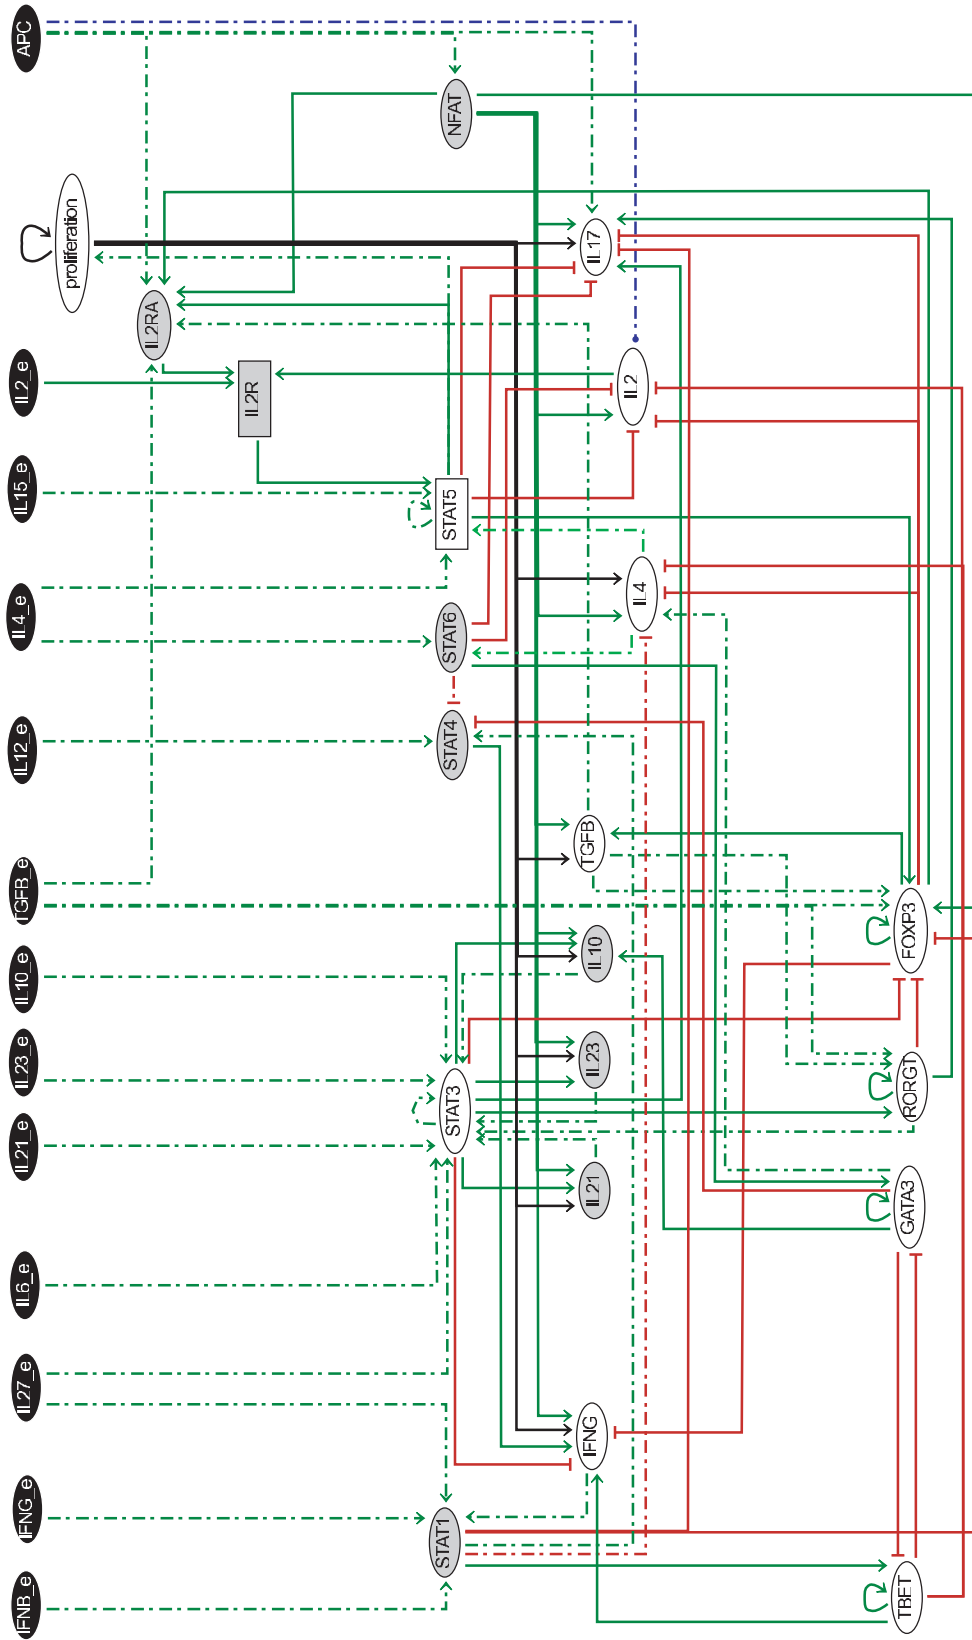 IFNB_e
IFNG_e
IL27_e
IL6_e
IL21_e
IL23_e
IL10_e
TGFB_e
IL12_e
IL4_e
IL15_e
IL2_e
proliferation
APC
IL2RA
IL2R
STAT1
STAT3
STAT4
STAT6
STAT5
NFAT
IFNG
IL21
IL23
IL10
TGFB
IL4
IL2
IL17
TBET
GATA3
RORGT
FOXP3